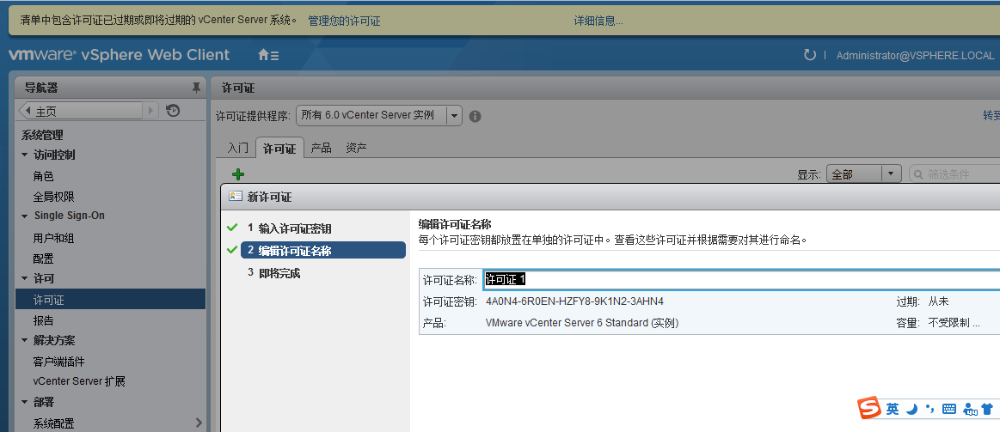 清单中包含许可证已过期或即将过期的 vCenter Server 系统。 管理您的许可证 详细信息...
vmware® vSphere Web Client Administrator@VSPHERE.LOCAL
导航器
主页
系统管理
访问控制
角色
全局权限
Single Sign-On
用户和组
配置
许可
许可证
报告
解决方案
客户端插件
vCenter Server 扩展
部署
系统配置
许可证
许可证提供程序: 所有 6.0 vCenter Server 实例 转到
入门 许可证 产品 资产
显示: 全部 筛选条件
新许可证
1 输入许可证密钥
2 编辑许可证名称
3 即将完成
编辑许可证名称
每个许可证密钥都放置在单独的许可证中。查看这些许可证并根据需要对其进行命名。
许可证名称: 许可证 1
许可证密钥: 4A0N4-6R0EN-HZFY8-9K1N2-3AHN4 过期: 从未
产品: VMware vCenter Server 6 Standard (实例) 容量: 不受限制 ...
S 英